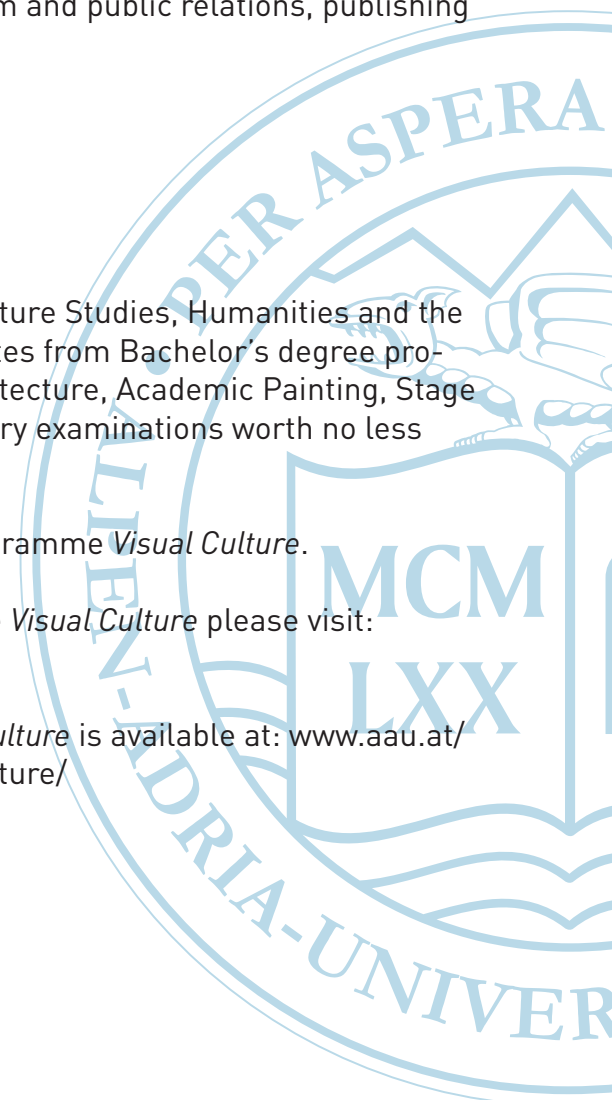 m and public relations, publishing
ture Studies, Humanities and the
tes from Bachelor's degree pro-
tecture, Academic Painting, Stage
ry examinations worth no less
ramme Visual Culture.
Visual Culture please visit:
ulture is available at: www.aau.at/
ture/
ALPEN-ADRIA-UNIVER
• PER ASPERA
MCM
LXX